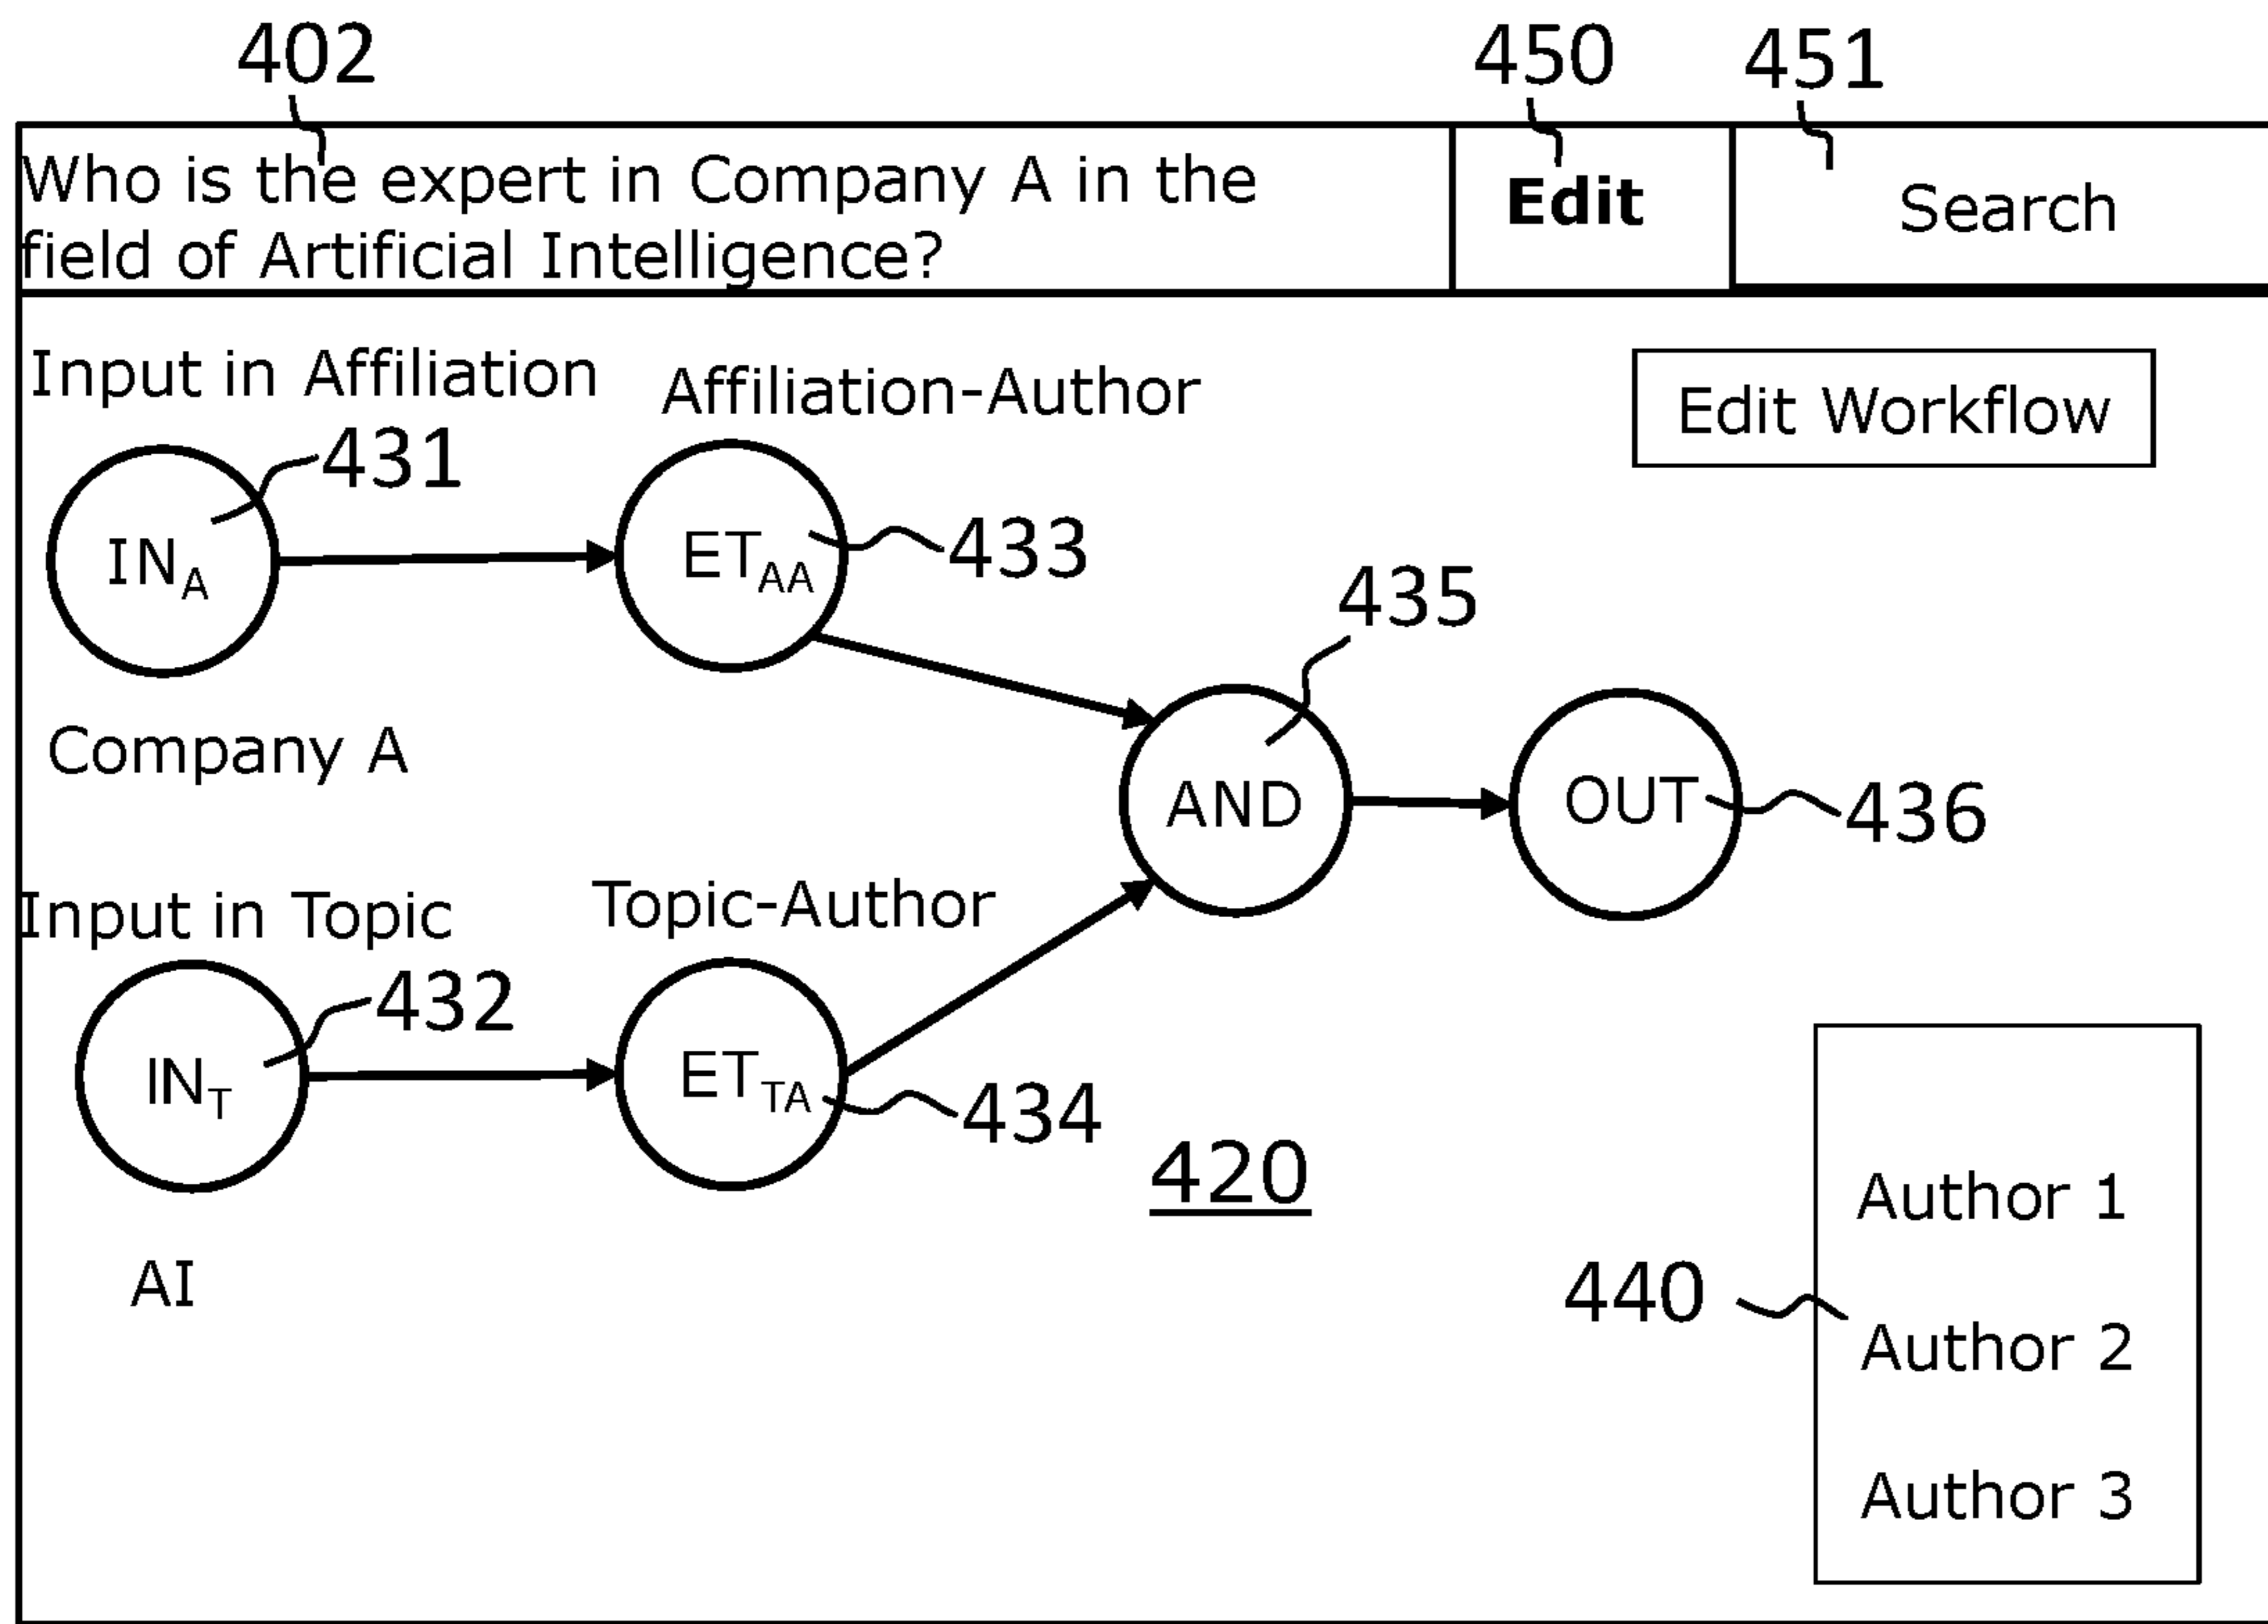 402
450
451
Who is the expert in Company A in the
field of Artificial Intelligence?
Edit
Search
Input in Affiliation
Affiliation-Author
Edit Workflow
431
INA
ETAA
433
435
Company A
AND
OUT
436
Input in Topic
Topic-Author
432
INT
ETTA
434
420
AI
440
Author 1
Author 2
Author 3